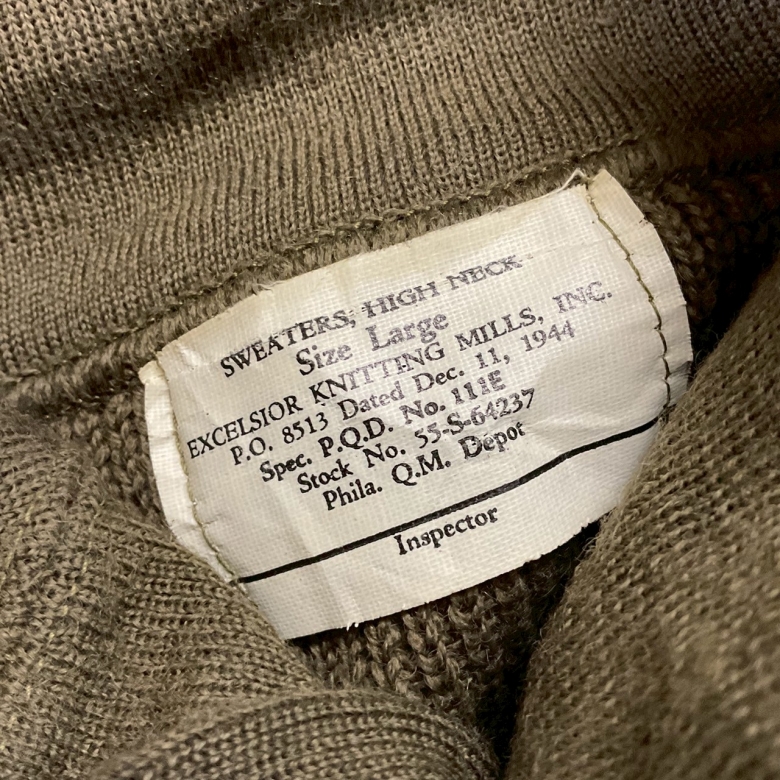 SWEATERS, HIGH NECK
Size Large
EXCELSIOR KNITTING MILLS, INC.
P.O. 8513 Dated Dec. 11, 1944
Spec. P.Q.D. No. 111E
Stock No. 55-S-64237
Phila. Q.M. Depot
Inspector